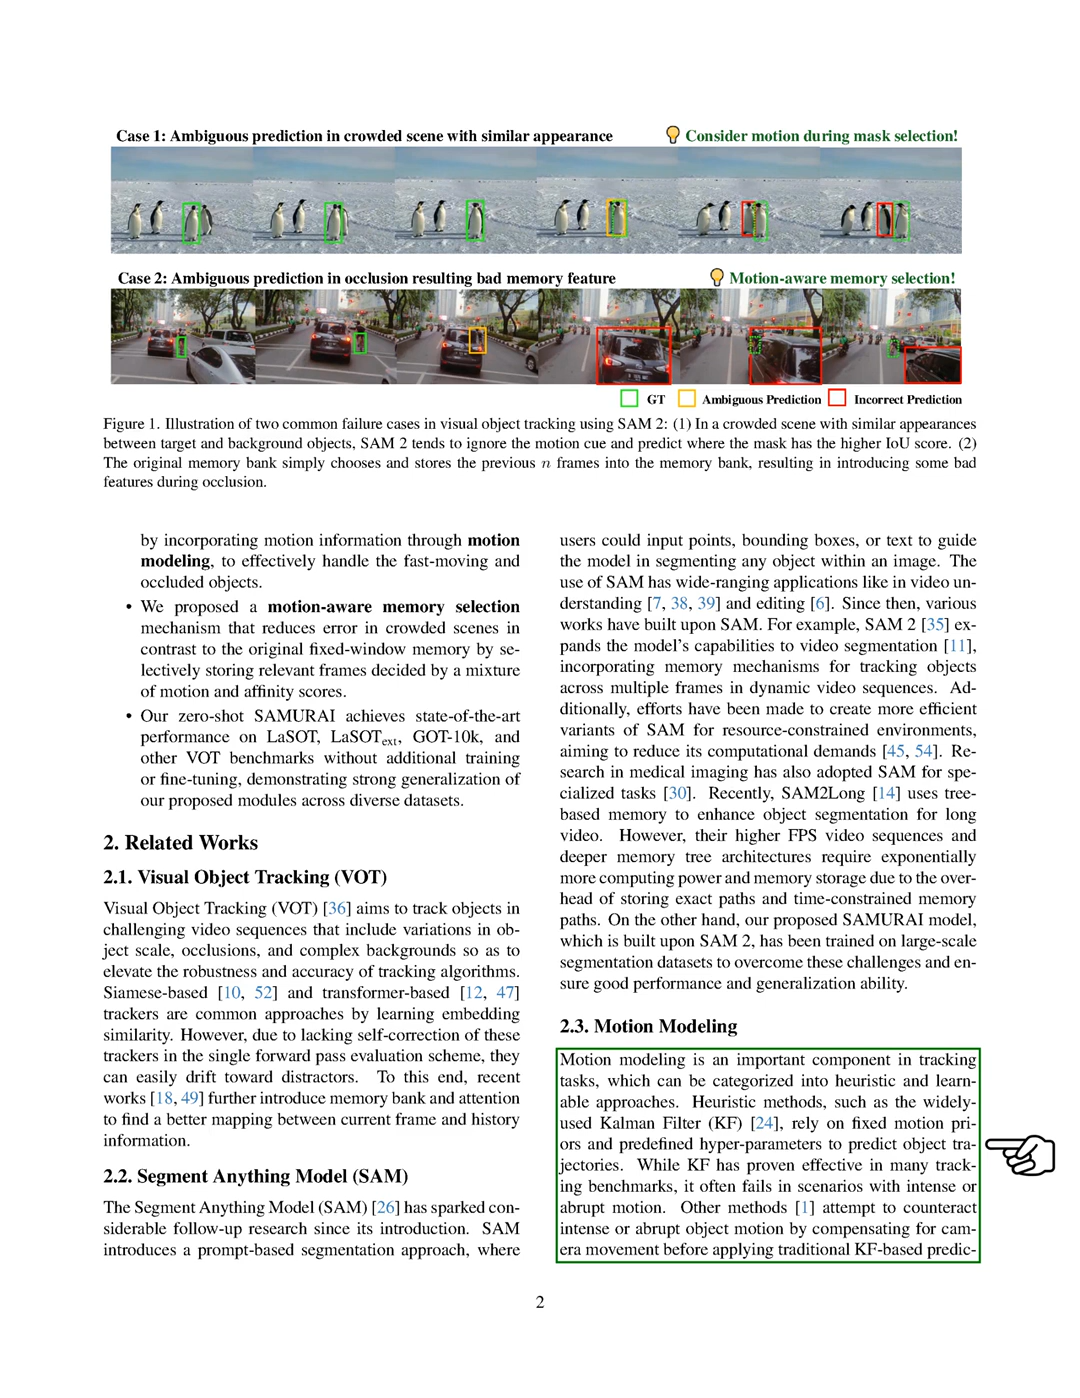 Case 1: Ambiguous prediction in crowded scene with similar appearance
Consider motion during mask selection!
Case 2: Ambiguous prediction in occlusion resulting bad memory feature
Motion-aware memory selection!
GT
Ambiguous Prediction
Incorrect Prediction
Figure 1. Illustration of two common failure cases in visual object tracking using SAM 2: (1) In a crowded scene with similar appearances
between target and background objects, SAM 2 tends to ignore the motion cue and predict where the mask has the higher IoU score. (2)
The original memory bank simply chooses and stores the previous n frames into the memory bank, resulting in introducing some bad
features during occlusion.
by incorporating motion information through motion
modeling, to effectively handle the fast-moving and
occluded objects.
• We proposed a motion-aware memory selection
mechanism that reduces error in crowded scenes in
contrast to the original fixed-window memory by se-
lectively storing relevant frames decided by a mixture
of motion and affinity scores.
• Our zero-shot SAMURAI achieves state-of-the-art
performance on LaSOT, LaSOText, GOT-10k, and
other VOT benchmarks without additional training
or fine-tuning, demonstrating strong generalization of
our proposed modules across diverse datasets.
2. Related Works
2.1. Visual Object Tracking (VOT)
Visual Object Tracking (VOT) [36] aims to track objects in
challenging video sequences that include variations in ob-
ject scale, occlusions, and complex backgrounds so as to
elevate the robustness and accuracy of tracking algorithms.
Siamese-based [10, 52] and transformer-based [12, 47]
trackers are common approaches by learning embedding
similarity. However, due to lacking self-correction of these
trackers in the single forward pass evaluation scheme, they
can easily drift toward distractors. To this end, recent
works [18, 49] further introduce memory bank and attention
to find a better mapping between current frame and history
information.
2.2. Segment Anything Model (SAM)
The Segment Anything Model (SAM) [26] has sparked con-
siderable follow-up research since its introduction. SAM
introduces a prompt-based segmentation approach, where
users could input points, bounding boxes, or text to guide
the model in segmenting any object within an image. The
use of SAM has wide-ranging applications like in video un-
derstanding [7, 38, 39] and editing [6]. Since then, various
works have built upon SAM. For example, SAM 2 [35] ex-
pands the model's capabilities to video segmentation [11],
incorporating memory mechanisms for tracking objects
across multiple frames in dynamic video sequences. Ad-
ditionally, efforts have been made to create more efficient
variants of SAM for resource-constrained environments,
aiming to reduce its computational demands [45, 54]. Re-
search in medical imaging has also adopted SAM for spe-
cialized tasks [30]. Recently, SAM2Long [14] uses tree-
based memory to enhance object segmentation for long
video. However, their higher FPS video sequences and
deeper memory tree architectures require exponentially
more computing power and memory storage due to the over-
head of storing exact paths and time-constrained memory
paths. On the other hand, our proposed SAMURAI model,
which is built upon SAM 2, has been trained on large-scale
segmentation datasets to overcome these challenges and en-
sure good performance and generalization ability.
2.3. Motion Modeling
Motion modeling is an important component in tracking
tasks, which can be categorized into heuristic and learn-
able approaches. Heuristic methods, such as the widely-
used Kalman Filter (KF) [24], rely on fixed motion pri-
ors and predefined hyper-parameters to predict object tra-
jectories. While KF has proven effective in many track-
ing benchmarks, it often fails in scenarios with intense or
abrupt motion. Other methods [1] attempt to counteract
intense or abrupt object motion by compensating for cam-
era movement before applying traditional KF-based predic-
2